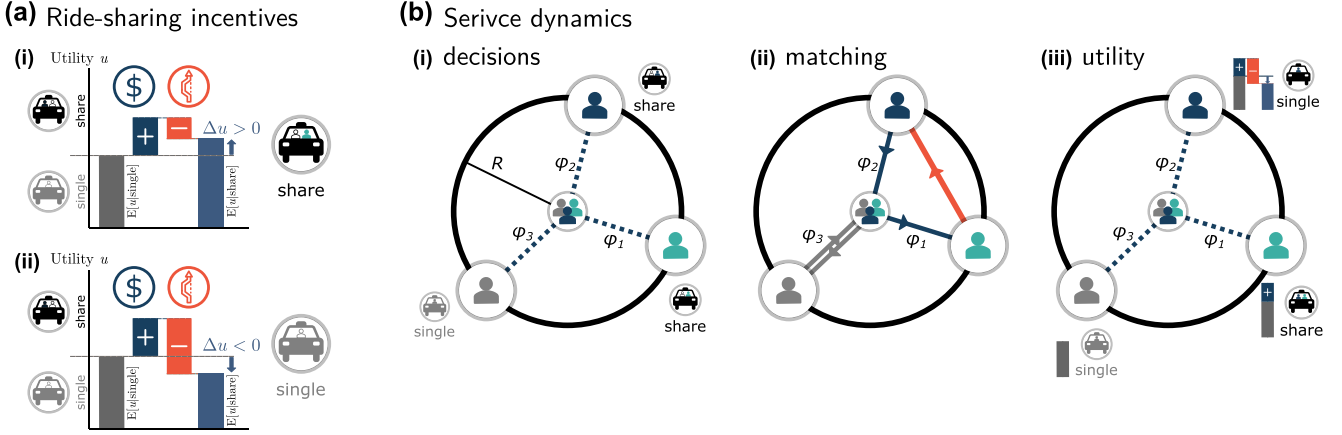 (a) Ride-sharing incentives
(i)
Utility u
$
share
+
−
Δu > 0
single
E[u|single]
E[u|share]
share
(ii)
Utility u
$
share
+
−
Δu < 0
single
E[u|single]
E[u|share]
single
(b) Serivce dynamics
(i) decisions
share
R
φ2
φ3
φ1
single
share
(ii) matching
φ2
φ3
φ1
(iii) utility
+
−
single
φ2
φ3
φ1
+
share
single